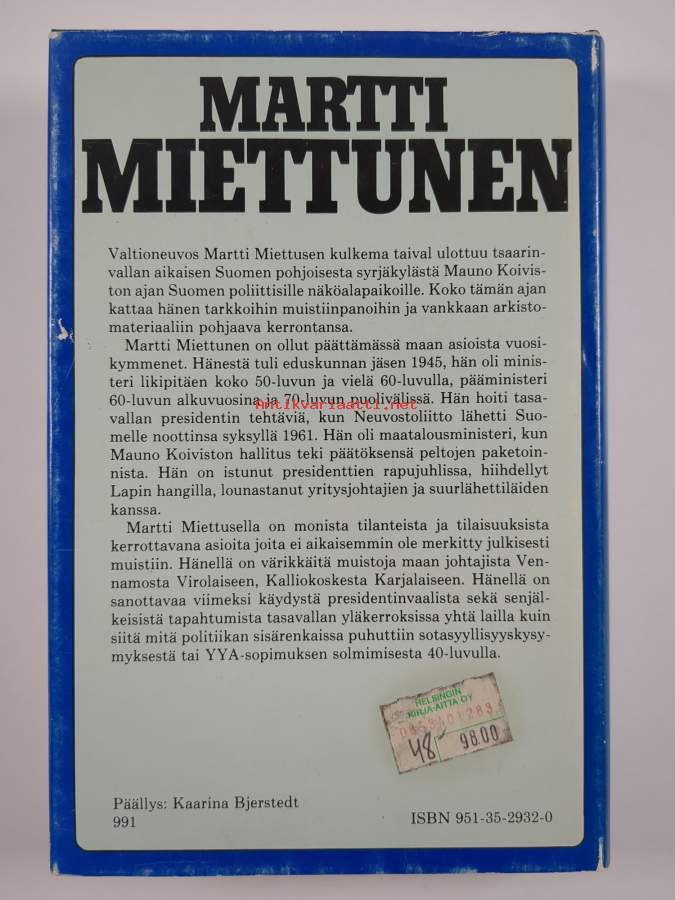 MARTTI
MIETTUNEN
Valtioneuvos Martti Miettusen kulkema taival ulottuu tsaarin-
vallan aikaisen Suomen pohjoisesta syrjäkylästä Mauno Koivis-
ton ajan Suomen poliittisille näköalapaikoille. Koko tämän ajan
kattaa hänen tarkkoihin muistiinpanoihin ja vankkaan arkisto-
materiaaliin pohjaava kerrontansa.
Martti Miettunen on ollut päättämässä maan asioista vuosi-
kymmenet. Hänestä tuli eduskunnan jäsen 1945, hän oli minis-
teri likipitäen koko 50-luvun ja vielä 60-luvulla, pääministeri
60-luvun alkuvuosina ja 70-luvun puolivälissä. Hän hoiti tasa-
Antikvariaatti.net
vallan presidentin tehtäviä, kun Neuvostoliitto lähetti Suo-
melle noottinsa syksyllä 1961. Hän oli maatalousministeri, kun
Mauno Koiviston hallitus teki päätöksensä peltojen paketoin-
nista. Hän on istunut presidenttien rapujuhlissa, hiihdellyt
Lapin hangilla, lounastanut yritysjohtajien ja suurlähettiläiden
kanssa.
Martti Miettusella on monista tilanteista ja tilaisuuksista
kerrottavana asioita joita ei aikaisemmin ole merkitty julkisesti
muistiin. Hänellä on värikkäitä muistoja maan johtajista Ven-
namosta Virolaiseen, Kalliokoskesta Karjalaiseen. Hänellä on
sanottavaa viimeksi käydystä presidentinvaalista sekä senjäl-
keisistä tapahtumista tasavallan yläkerroksissa yhtä lailla kuin
siitä mitä politiikan sisärenkaissa puhuttiin sotasyyllisyyskysy-
myksestä tai YYA-sopimuksen solmimisesta 40-luvulla.
HELSINGIN
KIRJA-AITTA OY
48- 98.00
Päällys: Kaarina Bjerstedt
991
ISBN 951-35-2932-0